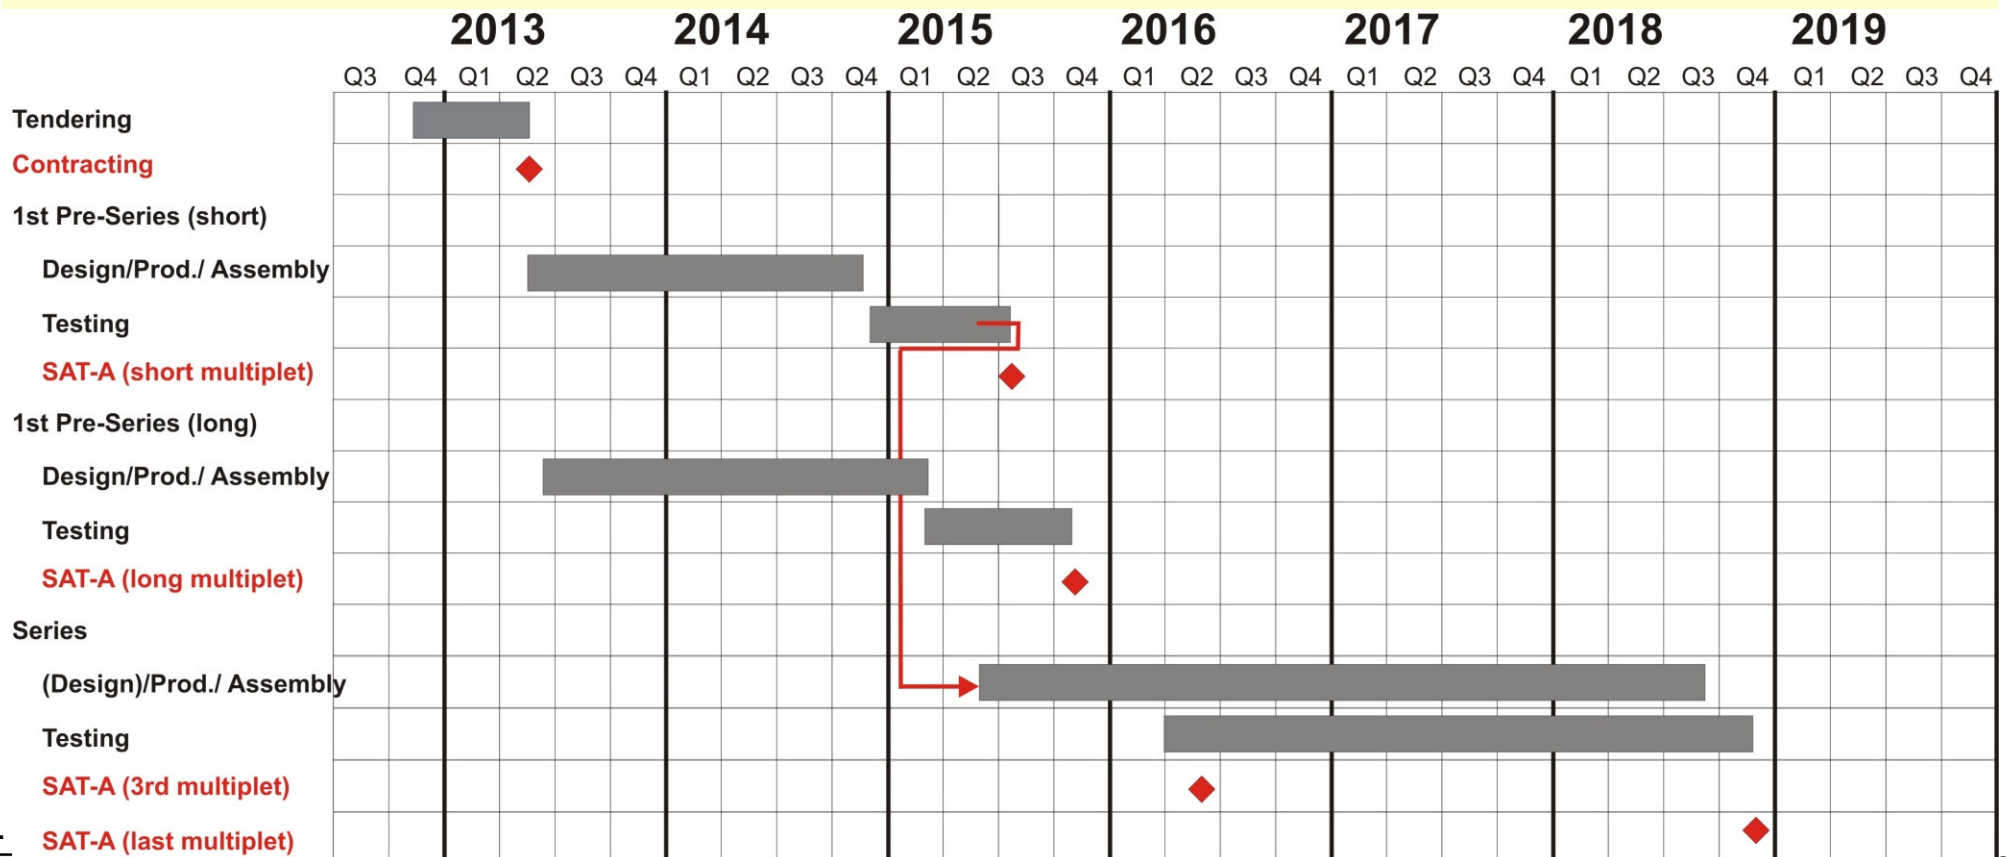 2013 2014 2015 2016 2017 2018 2019
Q3 Q4 Q1 Q2 Q3 Q4 Q1 Q2 Q3 Q4 Q1 Q2 Q3 Q4 Q1 Q2 Q3 Q4 Q1 Q2 Q3 Q4 Q1 Q2 Q3 Q4 Q1 Q2 Q3 Q4
Tendering
Contracting
1st Pre-Series (short)
Design/Prod./ Assembly
Testing
SAT-A (short multiplet)
1st Pre-Series (long)
Design/Prod./ Assembly
Testing
SAT-A (long multiplet)
Series
(Design)/Prod./ Assembly
Testing
SAT-A (3rd multiplet)
SAT-A (last multiplet)